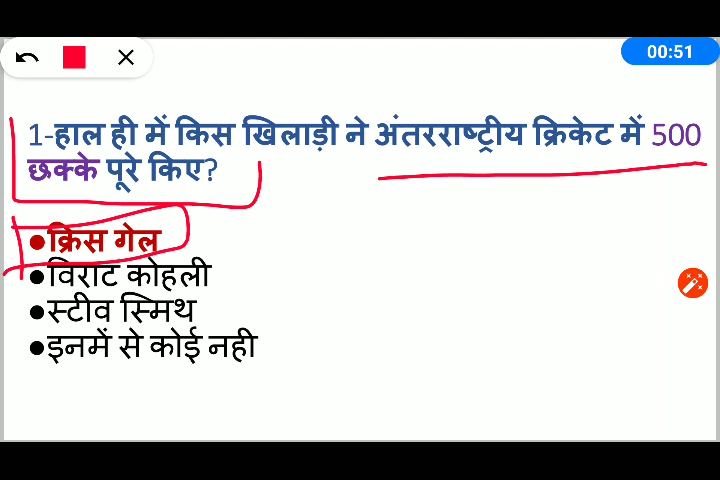 00:51
1-हाल ही में किस खिलाड़ी ने अंतरराष्ट्रीय क्रिकेट में 500
छक्के पूरे किए?
●क्रिस गेल
●विराट कोहली
●स्टीव स्मिथ
●इनमें से कोई नही